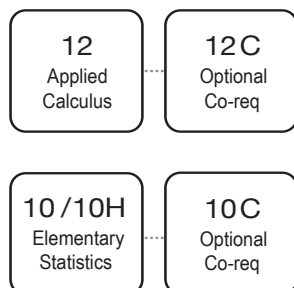 12
Applied
Calculus
12C
Optional
Co-req
10 /10H
Elementary
Statistics
10C
Optional
Co-req